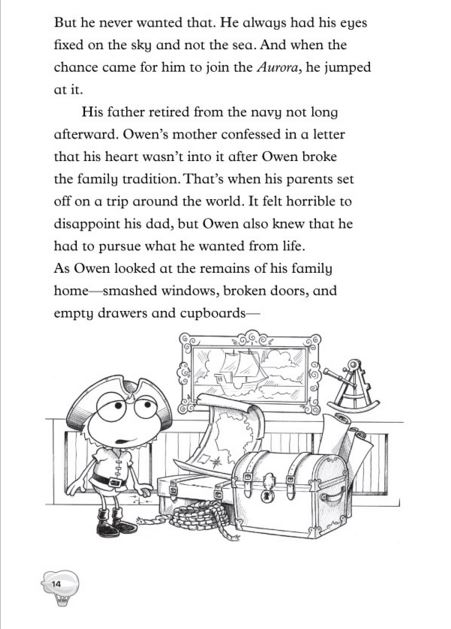 But he never wanted that. He always had his eyes
fixed on the sky and not the sea. And when the
chance came for him to join the Aurora, he jumped
at it.
His father retired from the navy not long
afterward. Owen’s mother confessed in a letter
that his heart wasn’t into it after Owen broke
the family tradition. That’s when his parents set
off on a trip around the world. It felt horrible to
disappoint his dad, but Owen also knew that he
had to pursue what he wanted from life.
As Owen looked at the remains of his family
home—smashed windows, broken doors, and
empty drawers and cupboards—
14